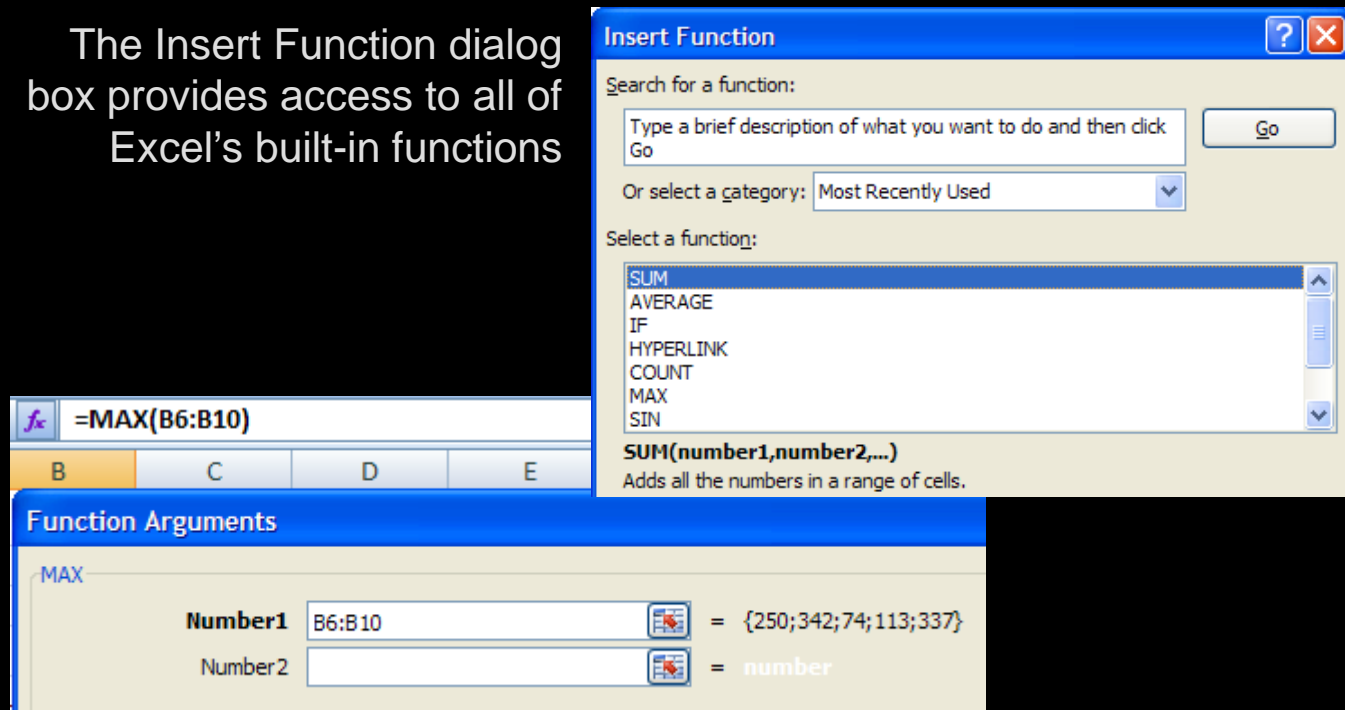 The Insert Function dialog
box provides access to all of
Excel’s built-in functions
Insert Function
?
Search for a function:
Type a brief description of what you want to do and then click
Go
Go
Or select a category: Most Recently Used
Select a function:
SUM
AVERAGE
IF
HYPERLINK
COUNT
MAX
SIN
SUM(number1,number2,...)
Adds all the numbers in a range of cells.
fx =MAX(B6:B10)
B C D E
Function Arguments
MAX
Number1 B6:B10 = {250;342;74;113;337}
Number2 = number